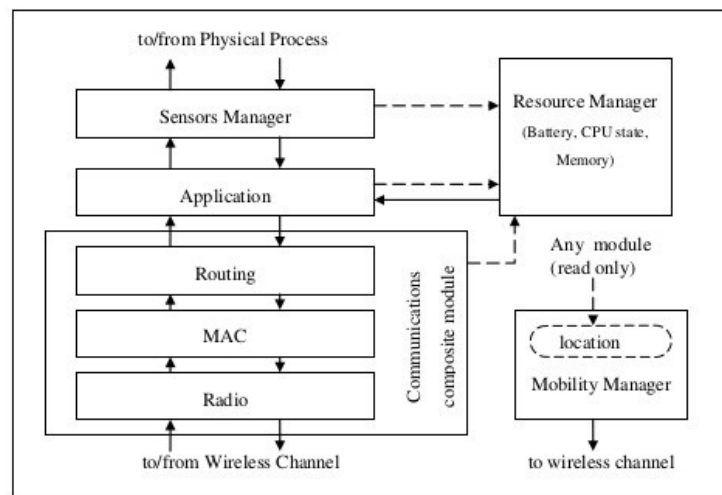 to/from Physical Process
Sensors Manager
Application
Routing
MAC
Radio
Communications
composite module
to/from Wireless Channel
Resource Manager
(Battery, CPU state,
Memory)
Any module
(read only)
location
Mobility Manager
to wireless channel